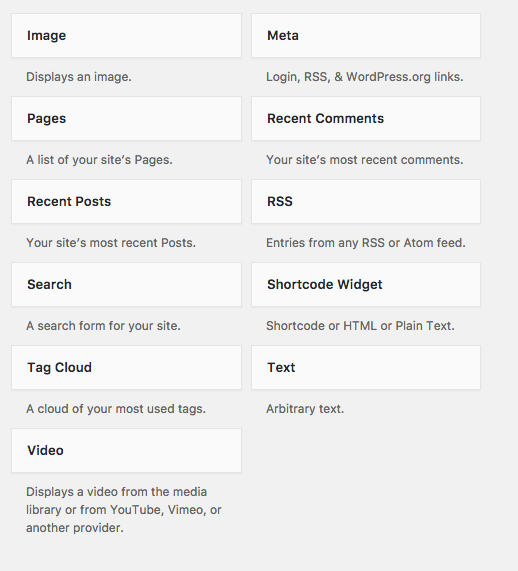 Image
Meta
Displays an image.
Login, RSS, & WordPress.org links.
Pages
Recent Comments
A list of your site’s Pages.
Your site’s most recent comments.
Recent Posts
RSS
Your site’s most recent Posts.
Entries from any RSS or Atom feed.
Search
Shortcode Widget
A search form for your site.
Shortcode or HTML or Plain Text.
Tag Cloud
Text
A cloud of your most used tags.
Arbitrary text.
Video
Displays a video from the media
library or from YouTube, Vimeo, or
another provider.